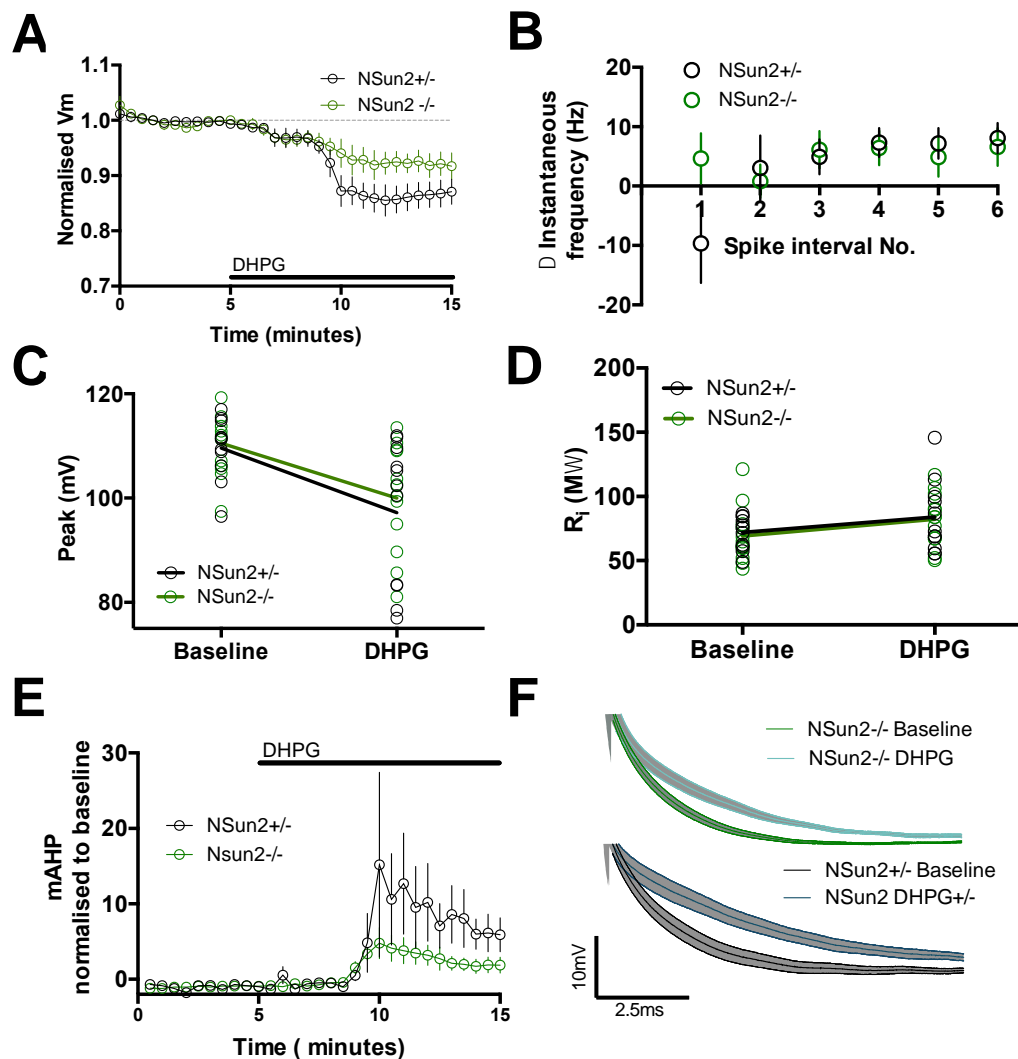 A
1.1
1.0
0.9
0.8
0.7
Normalised Vm
NSun2+/-
NSun2 -/-
DHPG
0
5
10
15
Time (minutes)
B
20
10
0
-10
-20
D Instantaneous
frequency (Hz)
NSun2+/-
NSun2-/-
1
2
3
4
5
6
Spike interval No.
C
120
100
80
Peak (mV)
NSun2+/-
NSun2-/-
Baseline
DHPG
D
200
150
100
50
0
Ri (MW)
NSun2+/-
NSun2-/-
Baseline
DHPG
E
30
20
10
0
mAHP
normalised to baseline
DHPG
NSun2+/-
Nsun2-/-
0
5
10
15
Time ( minutes)
F
NSun2-/- Baseline
NSun2-/- DHPG
NSun2+/- Baseline
NSun2 DHPG+/-
10mV
2.5ms